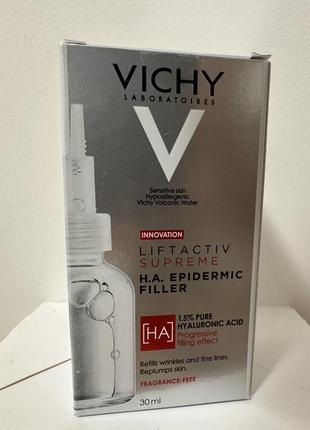 VICHY
LABORATOIRES
V
Sensitive skin
Hypoallergenic
Vichy Volcanic Water
INNOVATION
LIFTACTIV
SUPREME
H.A. EPIDERMIC
FILLER
[HA]
1.5% PURE
HYALURONIC ACID
Progressive
filling effect
Refills wrinkles and fine lines.
Replumps skin.
FRAGRANCE-FREE
30 ml